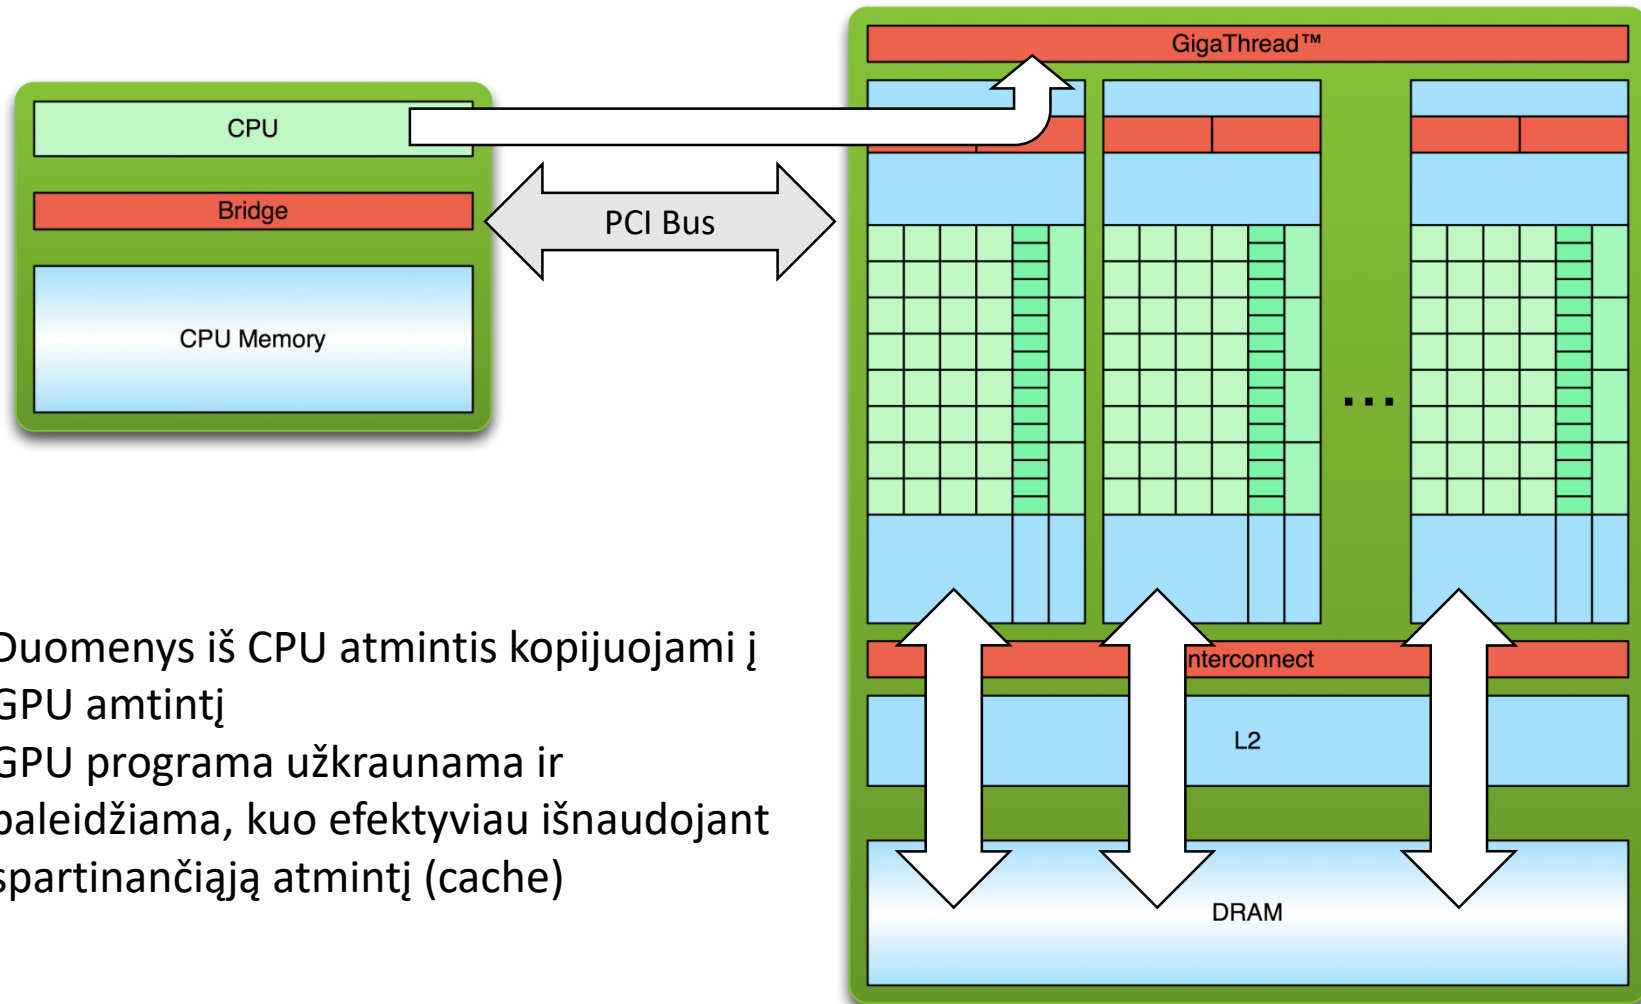 GigaThread™
CPU
Bridge
PCI Bus
CPU Memory
...
Duomenys iš CPU atmintis kopijuojami į
GPU amtintį
GPU programa užkraunama ir
paleidžiama, kuo efektyviau išnaudojant
spartinančiąją atmintį (cache)
nterconnect
L2
DRAM